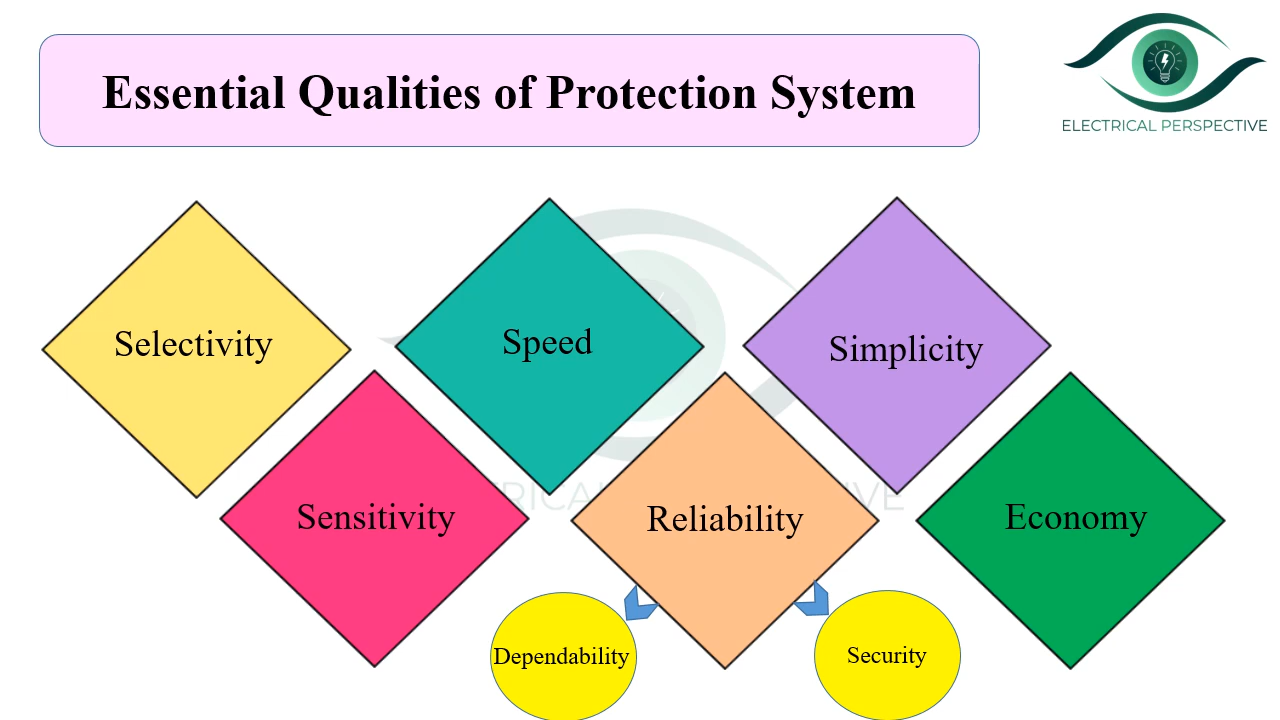 Essential Qualities of Protection System
ELECTRICAL PERSPECTIVE
Selectivity
Speed
Simplicity
Sensitivity
Reliability
Economy
Dependability
Security